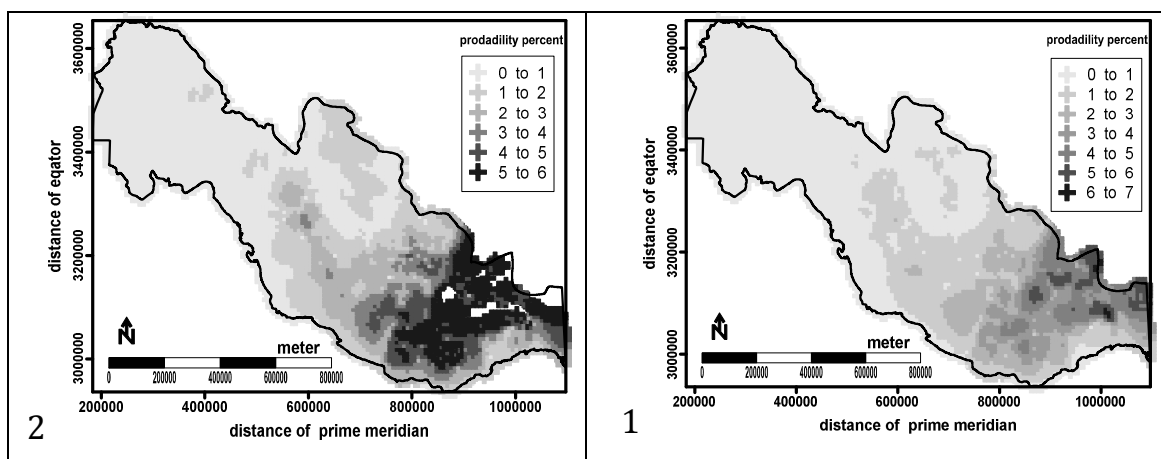 prodadility percent
0 to 1
1 to 2
2 to 3
3 to 4
4 to 5
5 to 6
distance of eqator
3600000
3400000
3200000
3000000
N
meter
0 200000 400000 600000 800000
200000 400000 600000 800000 1000000
distance of prime meridian
2
prodadility percent
0 to 1
1 to 2
2 to 3
3 to 4
4 to 5
5 to 6
6 to 7
distance of eqator
3600000
3400000
3200000
3000000
N
meter
0 200000 400000 600000 800000
200000 400000 600000 800000 1000000
distance of prime meridian
1